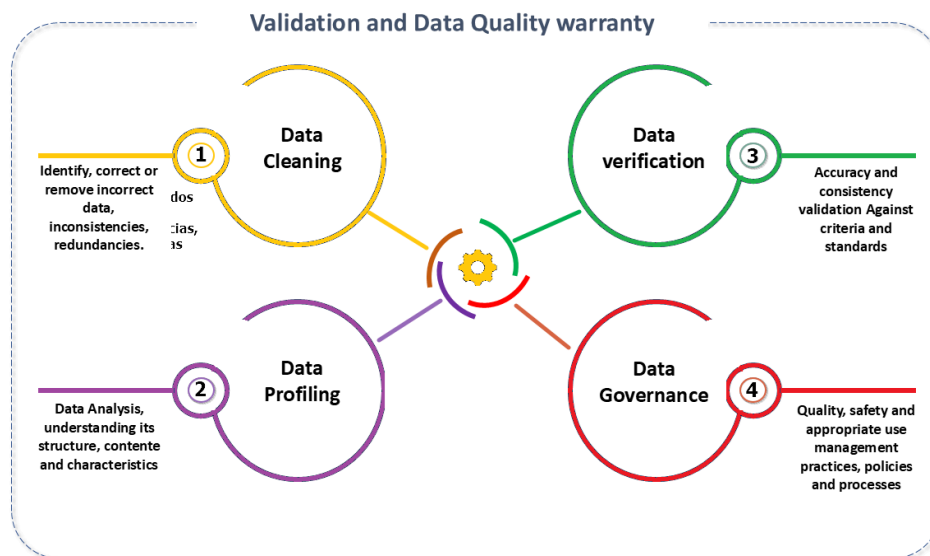 Validation and Data Quality warranty
1
Data
Cleaning
Identify, correct or
remove incorrect
data,
inconsistencies,
redundancies.
dos
cias,
as
2
Data
Profiling
Data Analysis,
understanding its
structure, contente
and characteristics
Data
verification
3
Accuracy and
consistency
validation Against
criteria and
standards
Data
Governance
4
Quality, safety and
appropriate use
management
practices, policies
and processes